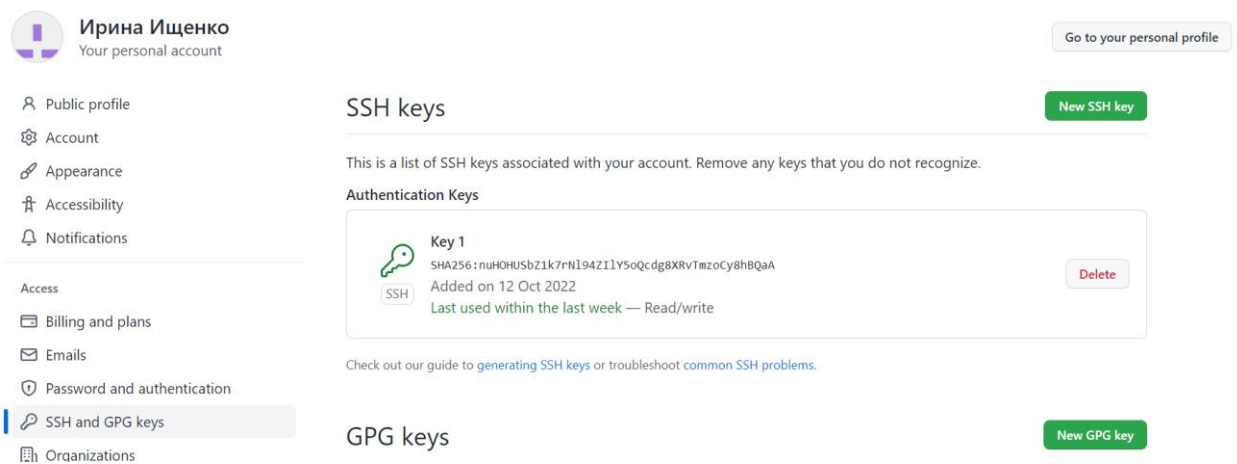 Ирина Ищенко
Your personal account
Go to your personal profile
Public profile
Account
Appearance
Accessibility
Notifications
Access
Billing and plans
Emails
Password and authentication
SSH and GPG keys
Organizations
SSH keys
New SSH key
This is a list of SSH keys associated with your account. Remove any keys that you do not recognize.
Authentication Keys
Key 1
SHA256:nuHOHUSbZ1k7rNl94ZIlY5oQcdg8XRvTmzoCy8hBQaA
SSH
Added on 12 Oct 2022
Last used within the last week — Read/write
Delete
Check out our guide to generating SSH keys or troubleshoot common SSH problems.
GPG keys
New GPG key